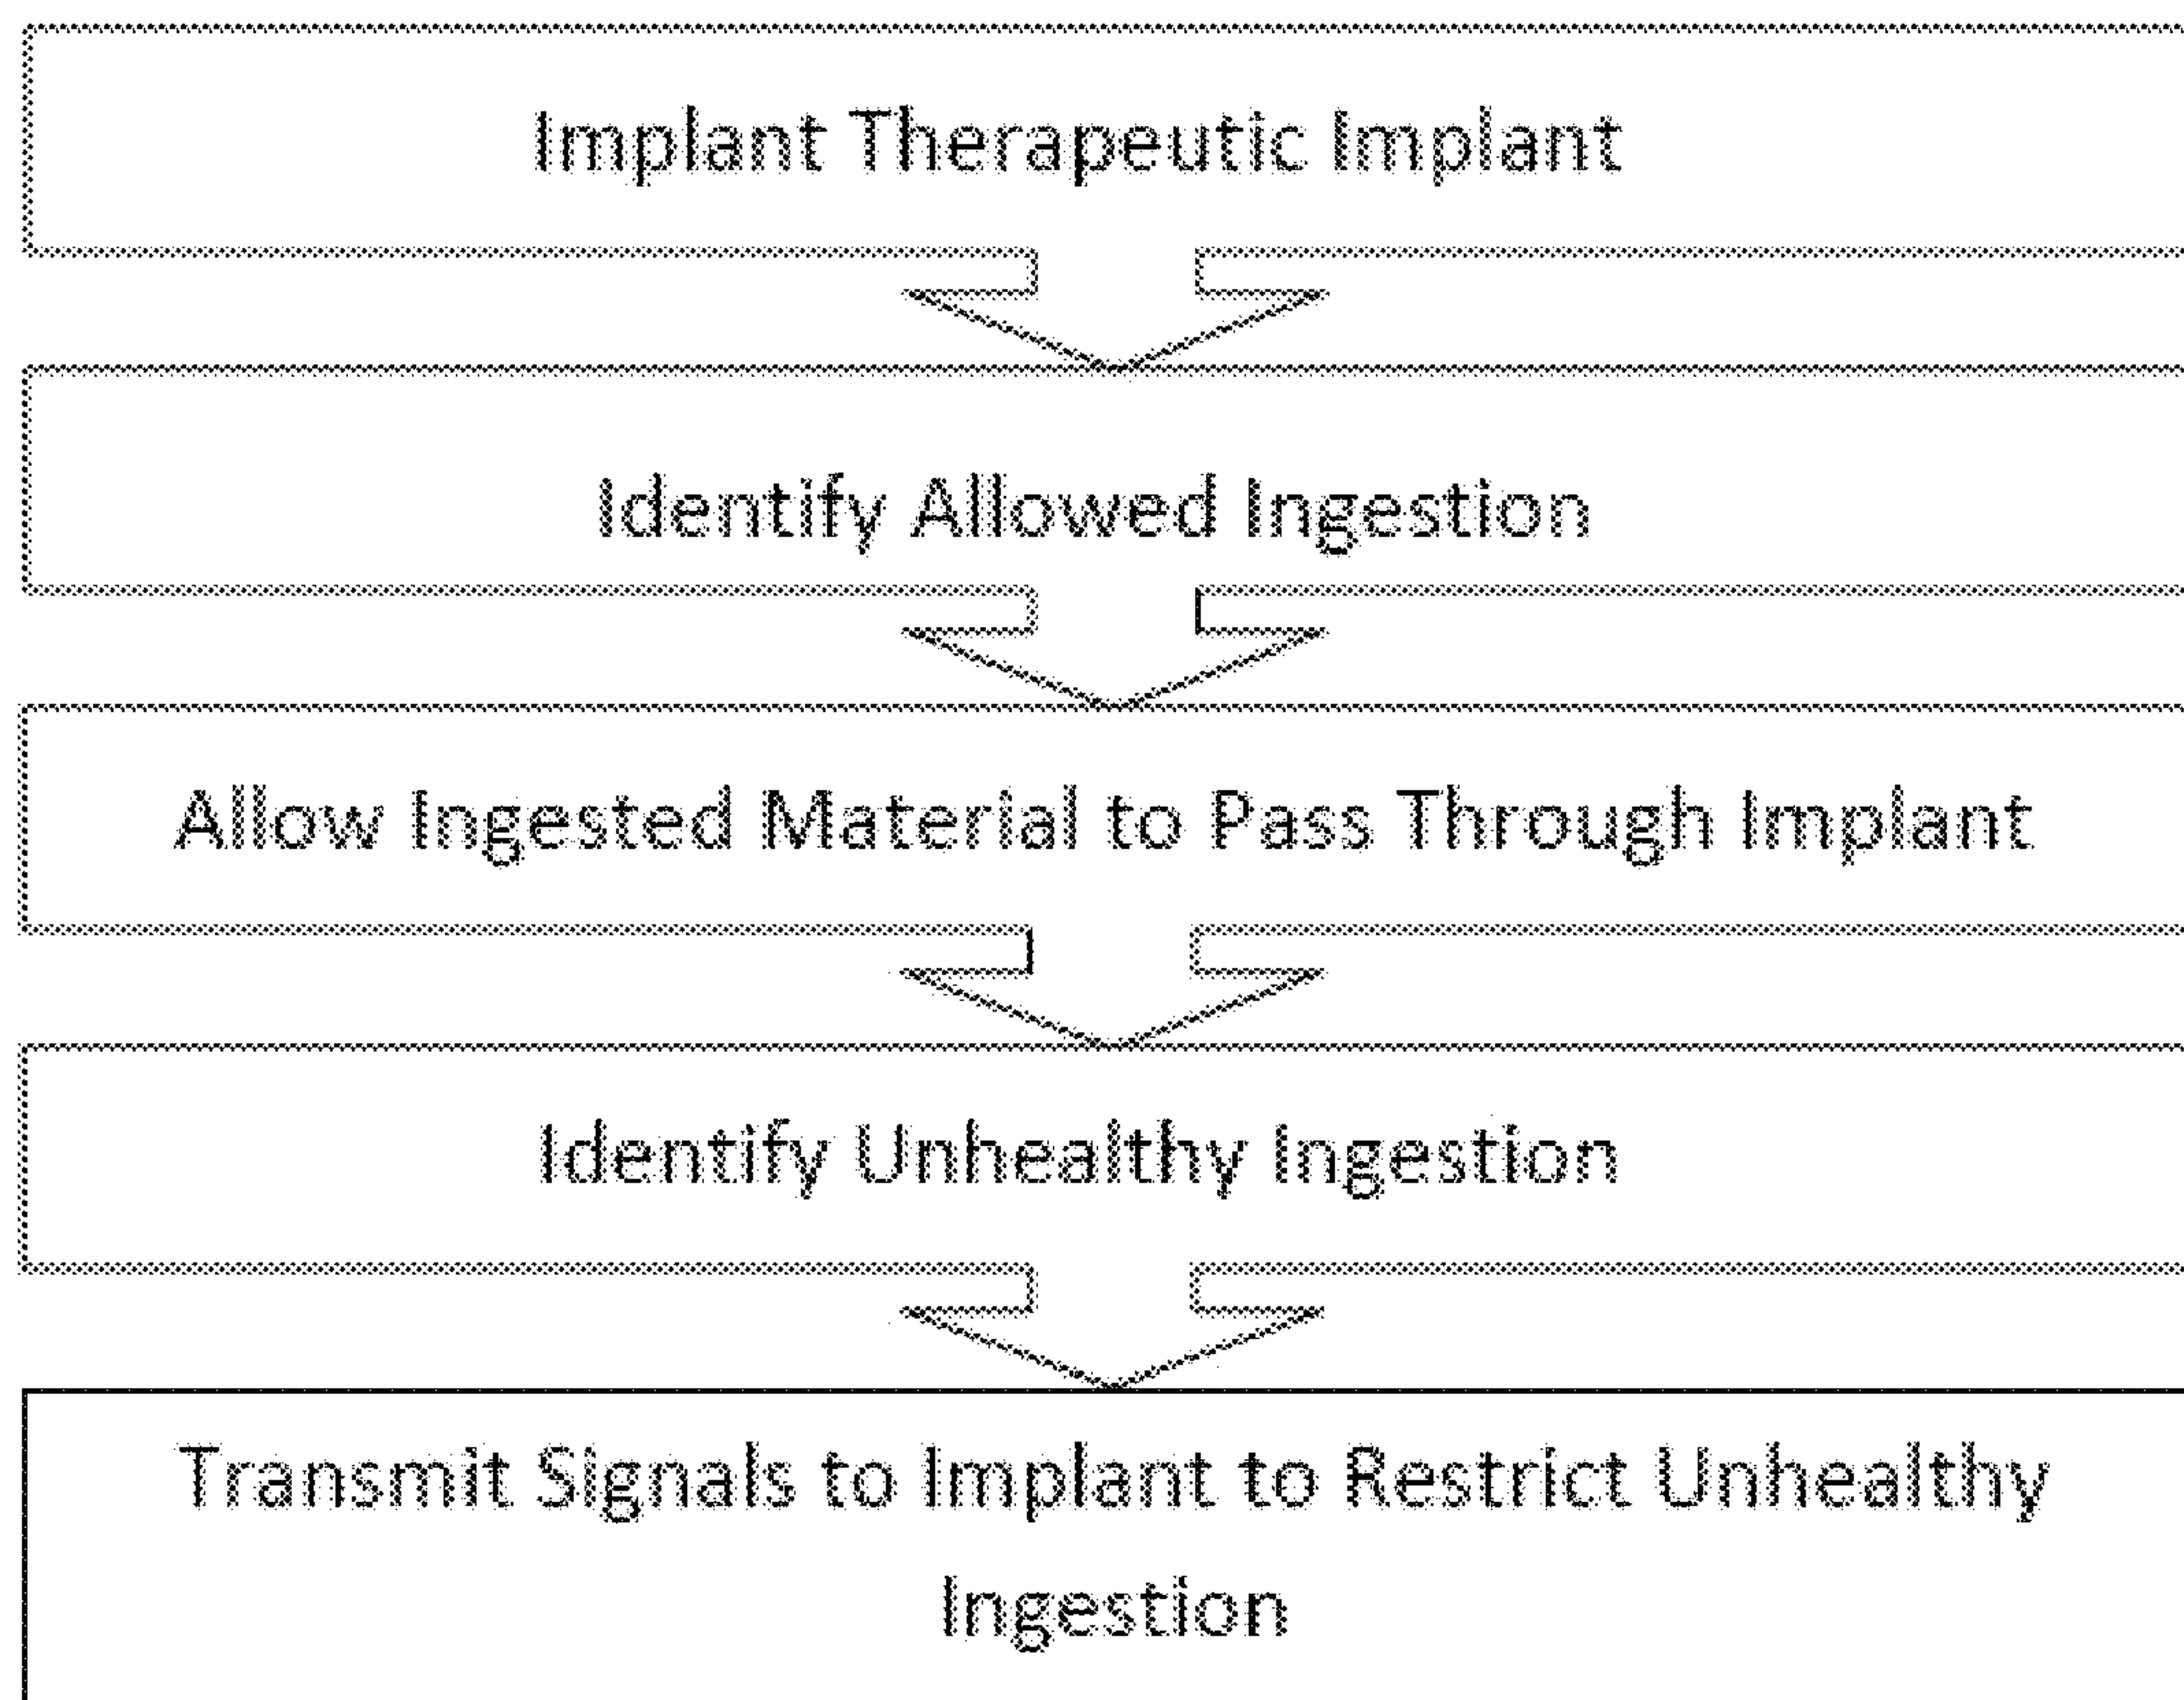 Implant Therapeutic Implant
Identify Allowed Ingestion
Allow Ingested Material to Pass Through Implant
Identify Unhealthy Ingestion
Transmit Signals to Implant to Restrict Unhealthy
Ingestion